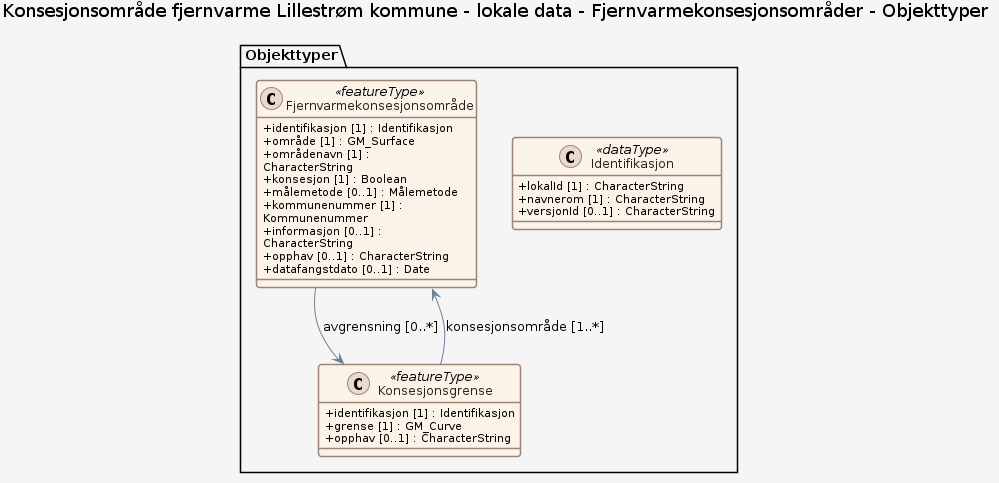 Konsesjonsområde fjernvarme Lillestrøm kommune - lokale data - Fjernvarmekonsesjonsområder - Objekttyper
Objekttyper
C
«featureType»
Fjernvarmekonsesjonsområde
+identifikasjon [1] : Identifikasjon
+område [1] : GM_Surface
+områdenavn [1] :
CharacterString
+konsesjon [1] : Boolean
+målemetode [0..1] : Målemetode
+kommunenummer [1] :
Kommunenummer
+informasjon [0..1] :
CharacterString
+opphav [0..1] : CharacterString
+datafangstdato [0..1] : Date
C
«dataType»
Identifikasjon
+lokalId [1] : CharacterString
+navnerom [1] : CharacterString
+versjonId [0..1] : CharacterString
avgrensning [0..*]
konsesjonsområde [1..*]
C
«featureType»
Konsesjonsgrense
+identifikasjon [1] : Identifikasjon
+grense [1] : GM_Curve
+opphav [0..1] : CharacterString